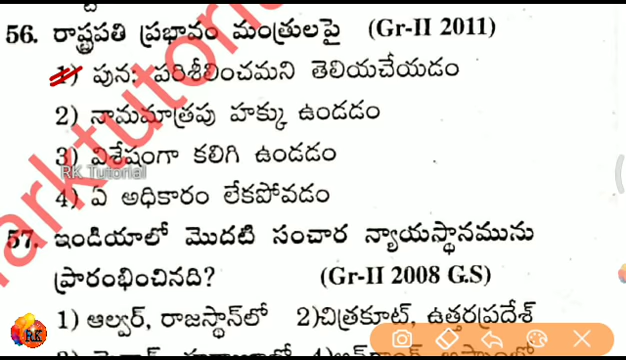 56. రాష్ట్రపతి ప్రభావం మంత్రులపై (Gr-II 2011)
1) పున: పరిశీలించమని తెలియచేయడం
2) నామమాత్రపు హక్కు ఉండడం
3) విశేషంగా కలిగి ఉండడం
RK Tutorial
4) ఏ అధికారం లేకపోవడం
57. ఇండియాలో మొదటి సంచార న్యాయస్థానమును
ప్రారంభించినది? (Gr-II 2008 G.S)
1) ఆల్వర్, రాజస్థాన్‌లో 2)చిత్రకూట్, ఉత్తరప్రదేశ్
RK
arktutorial